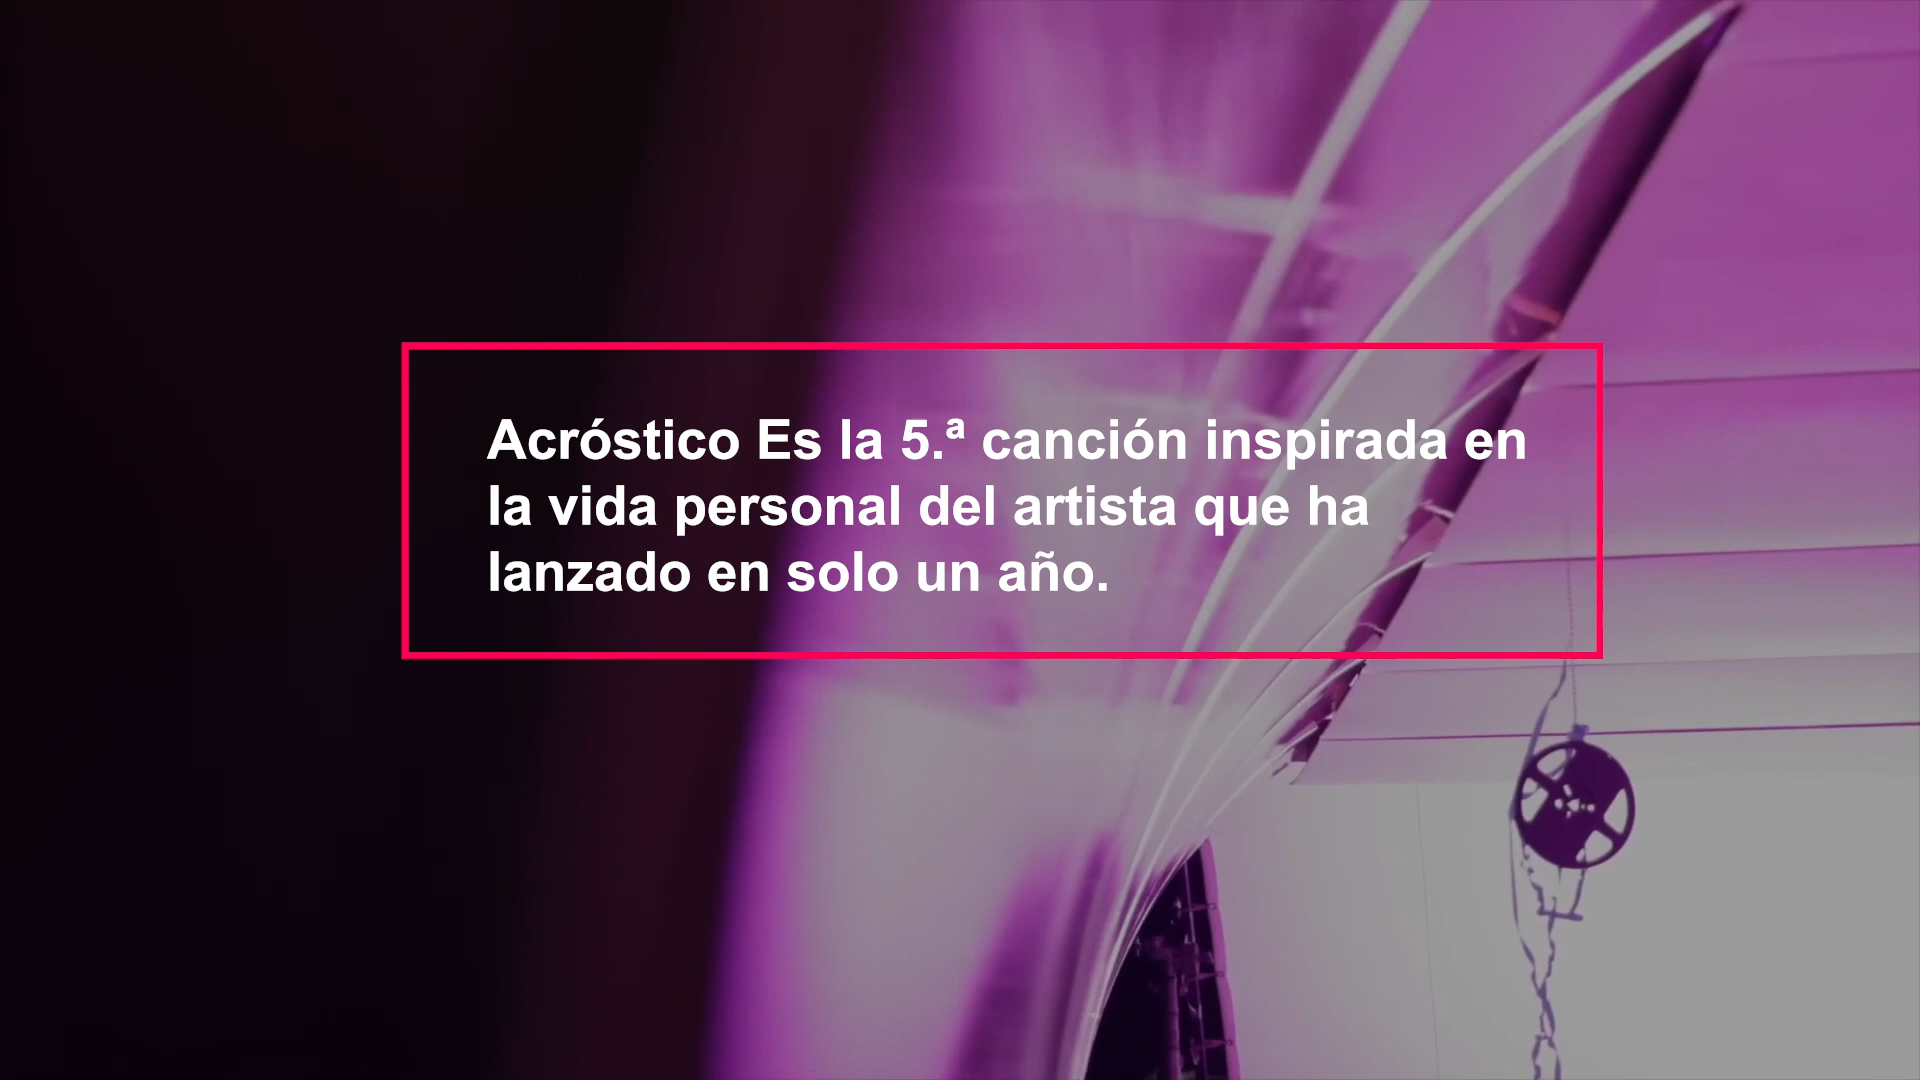 Acróstico Es la 5.ª canción inspirada en
la vida personal del artista que ha
lanzado en solo un año.